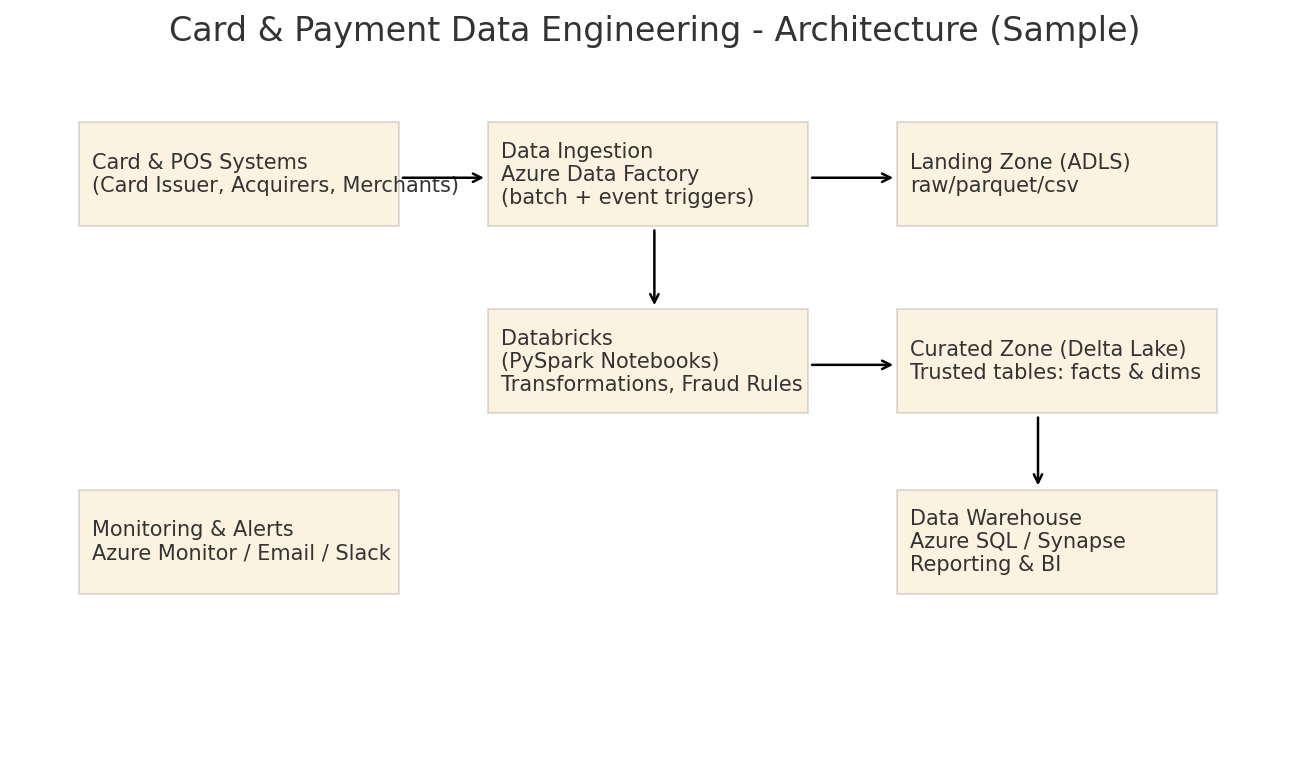 Card & Payment Data Engineering - Architecture (Sample)
Card & POS Systems
(Card Issuer, Acquirers, Merchants)
Data Ingestion
Azure Data Factory
(batch + event triggers)
Landing Zone (ADLS)
raw/parquet/csv
Databricks
(PySpark Notebooks)
Transformations, Fraud Rules
Curated Zone (Delta Lake)
Trusted tables: facts & dims
Monitoring & Alerts
Azure Monitor / Email / Slack
Data Warehouse
Azure SQL / Synapse
Reporting & BI